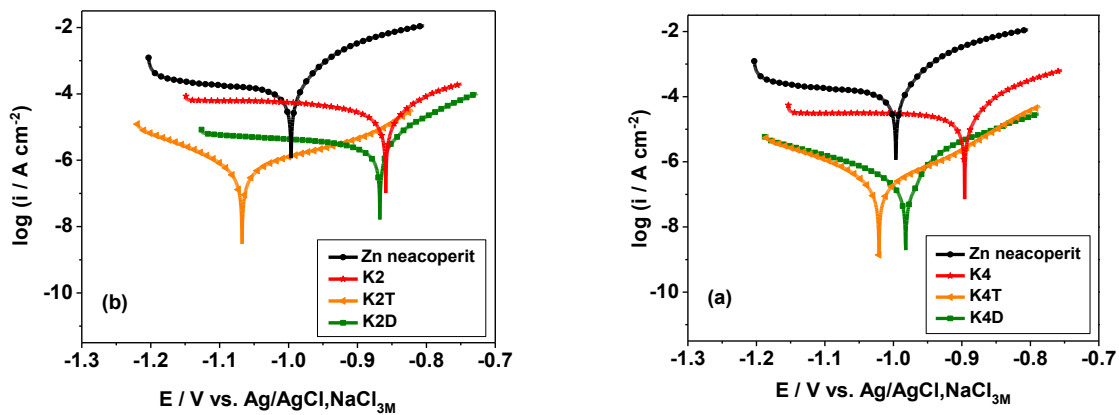 -2
-4
-6
-8
-10
log (i / A cm-2)
(b)
Zn neacoperit
K2
K2T
K2D
-1.3 -1.2 -1.1 -1.0 -0.9 -0.8 -0.7
E / V vs. Ag/AgCl,NaCl3M
-2
-4
-6
-8
-10
log (i / A cm-2)
(a)
Zn neacoperit
K4
K4T
K4D
-1.3 -1.2 -1.1 -1.0 -0.9 -0.8 -0.7
E / V vs. Ag/AgCl,NaCl3M